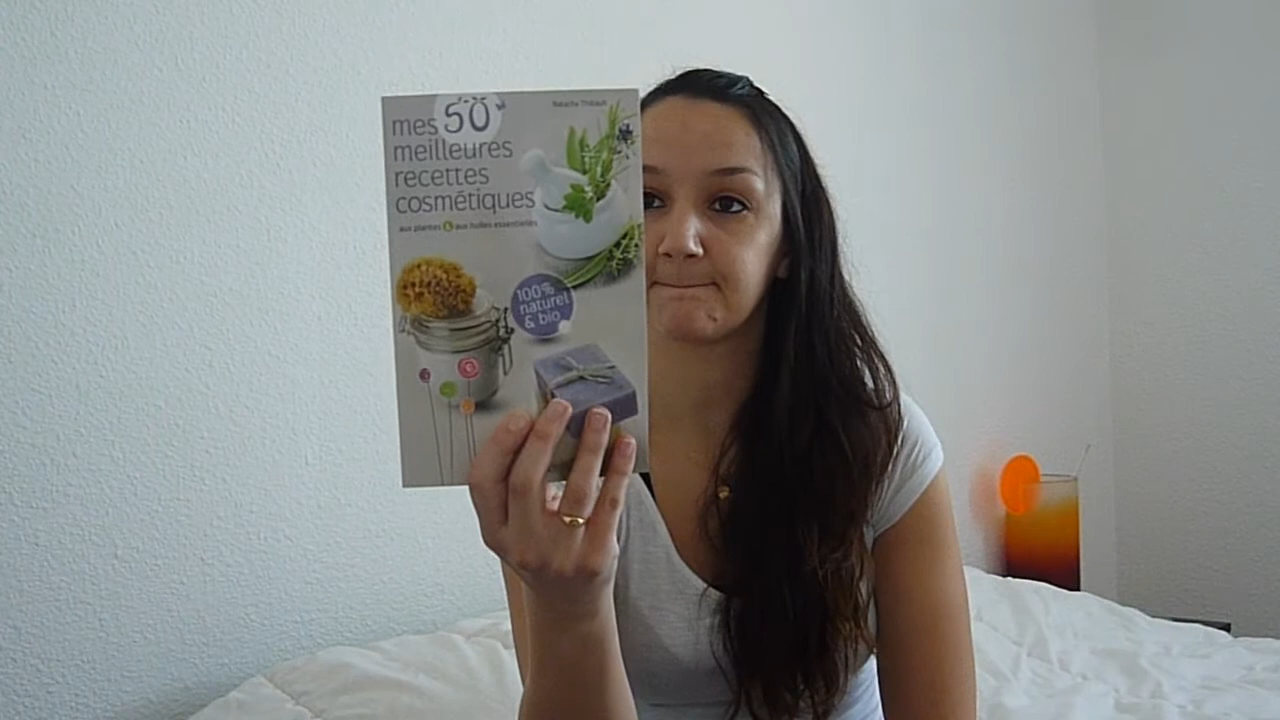 Natacha Thibault
mes 50
meilleures
recettes
cosmétiques
aux plantes & aux huiles essentielles
100%
naturel
& bio